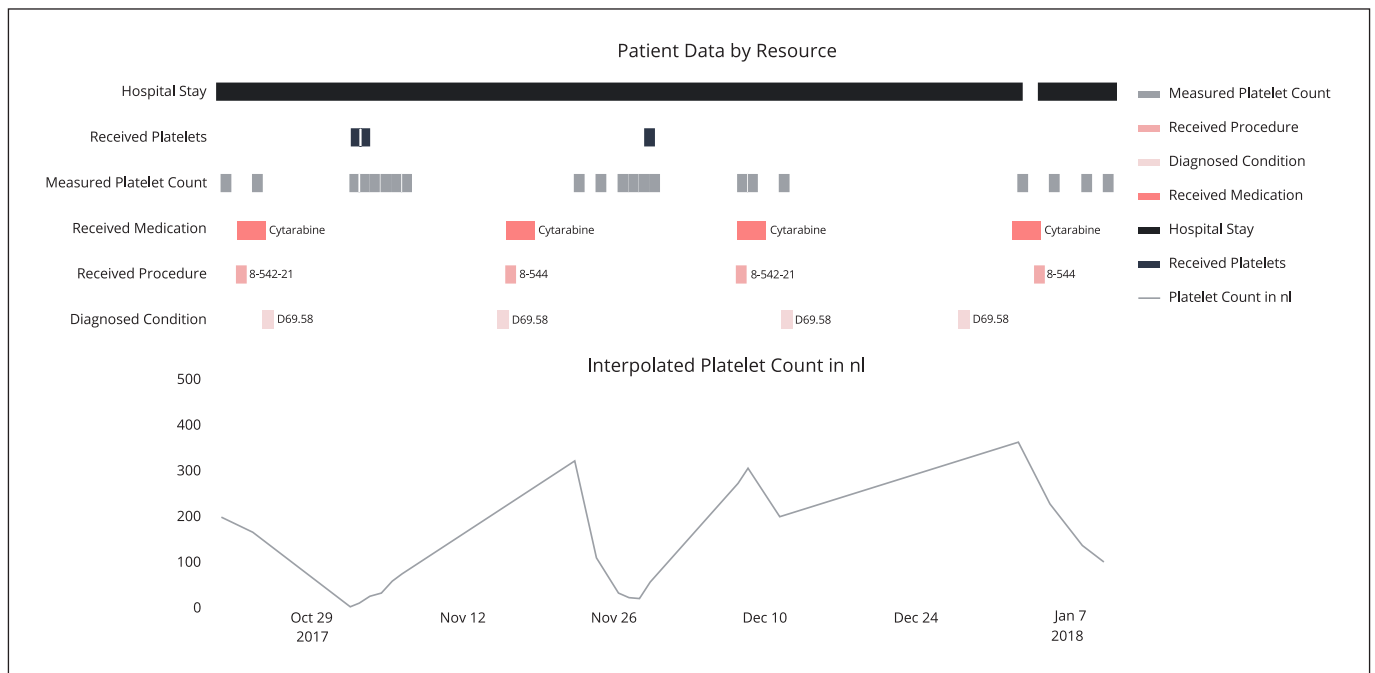 Patient Data by Resource
Hospital Stay
Received Platelets
Measured Platelet Count
Received Medication
Cytarabine
Cytarabine
Cytarabine
Cytarabine
Received Procedure
8-542-21
8-544
8-542-21
8-544
Diagnosed Condition
D69.58
D69.58
D69.58
D69.58
Measured Platelet Count
Received Procedure
Diagnosed Condition
Received Medication
Hospital Stay
Received Platelets
Platelet Count in nl
Interpolated Platelet Count in nl
500
400
300
200
100
0
Oct 29
2017
Nov 12
Nov 26
Dec 10
Dec 24
Jan 7
2018